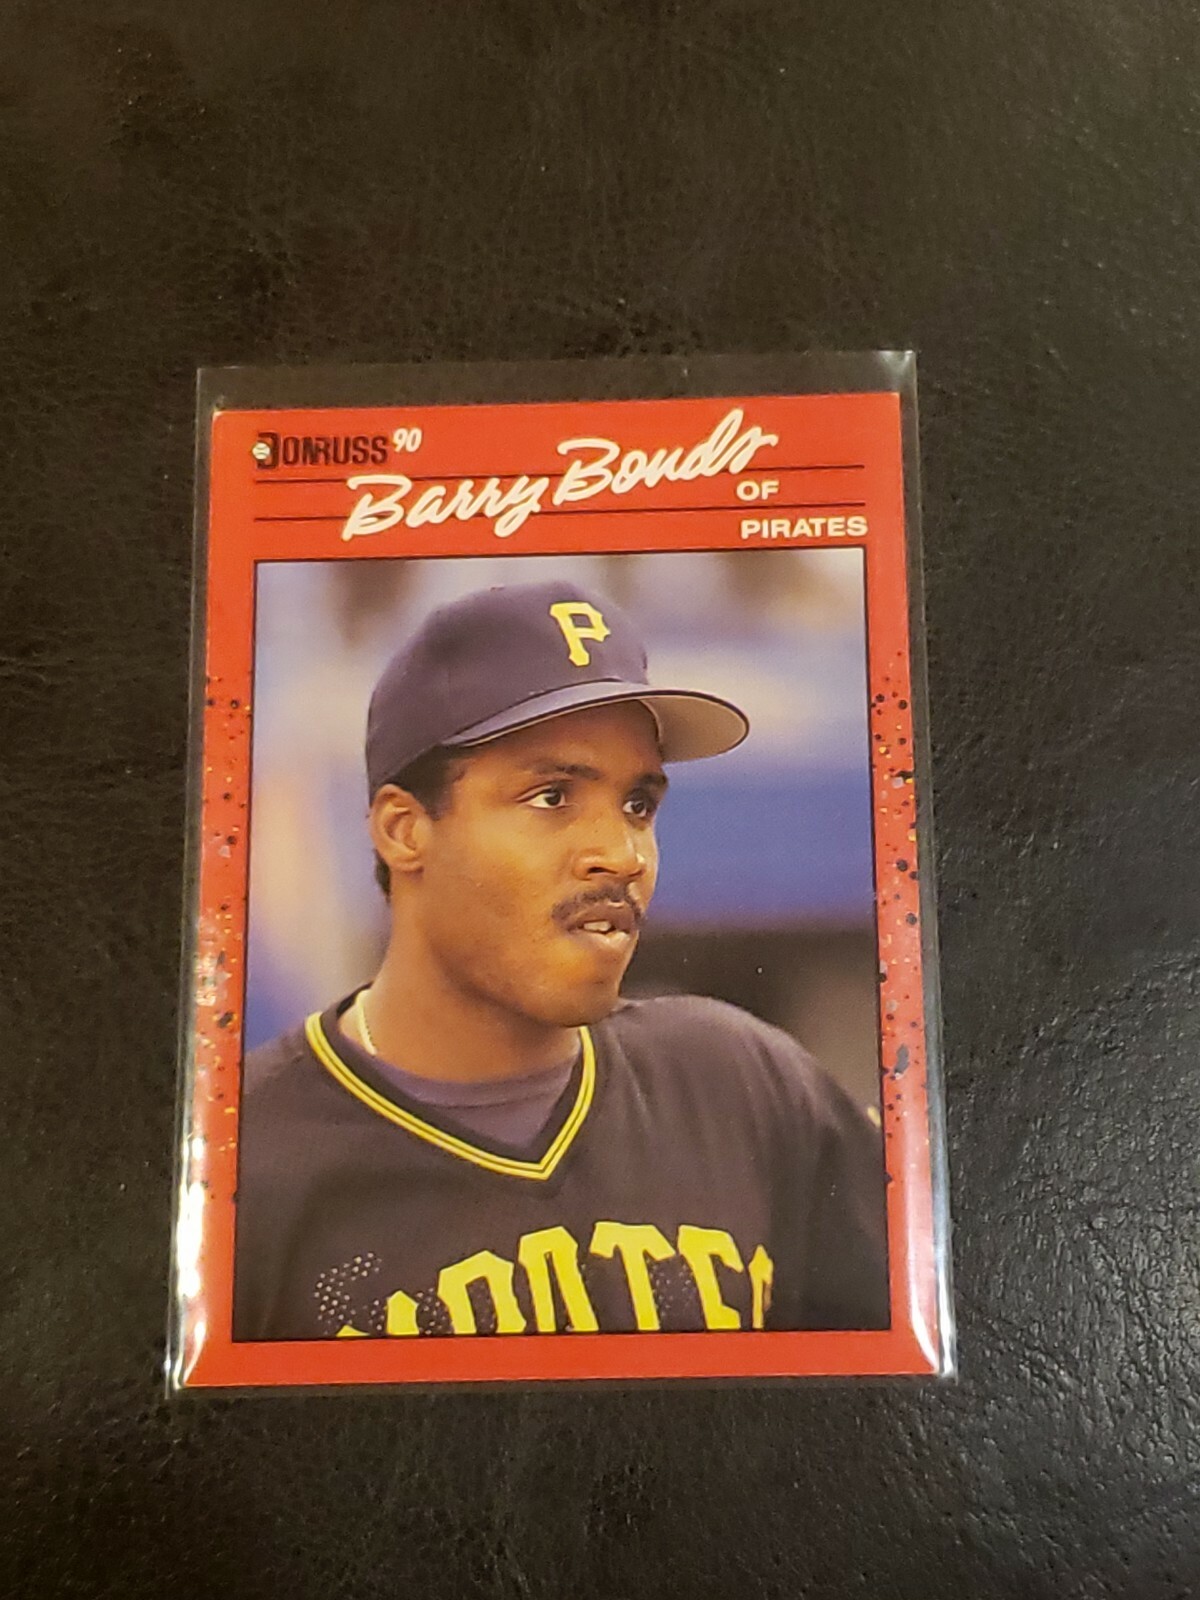 DONRUSS 90
Barry Bonds
OF
PIRATES
P